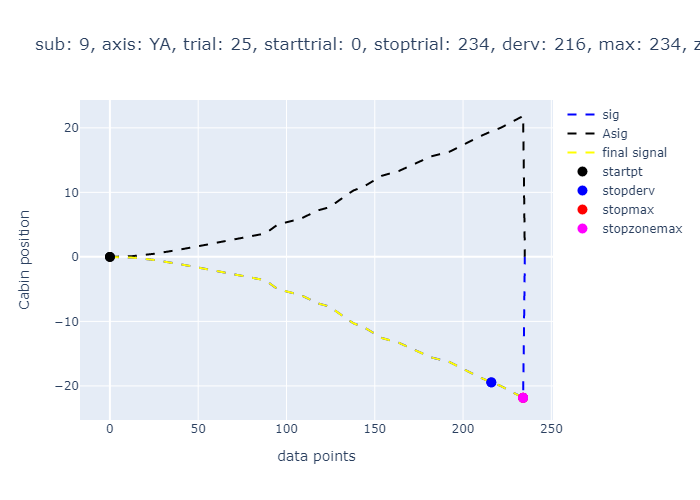 sub: 9, axis: YA, trial: 25, starttrial: 0, stoptrial: 234, derv: 216, max: 234, z
20
10
0
−10
−20
Cabin position
0
50
100
150
200
250
data points
sig
Asig
final signal
startpt
stopderv
stopmax
stopzonemax